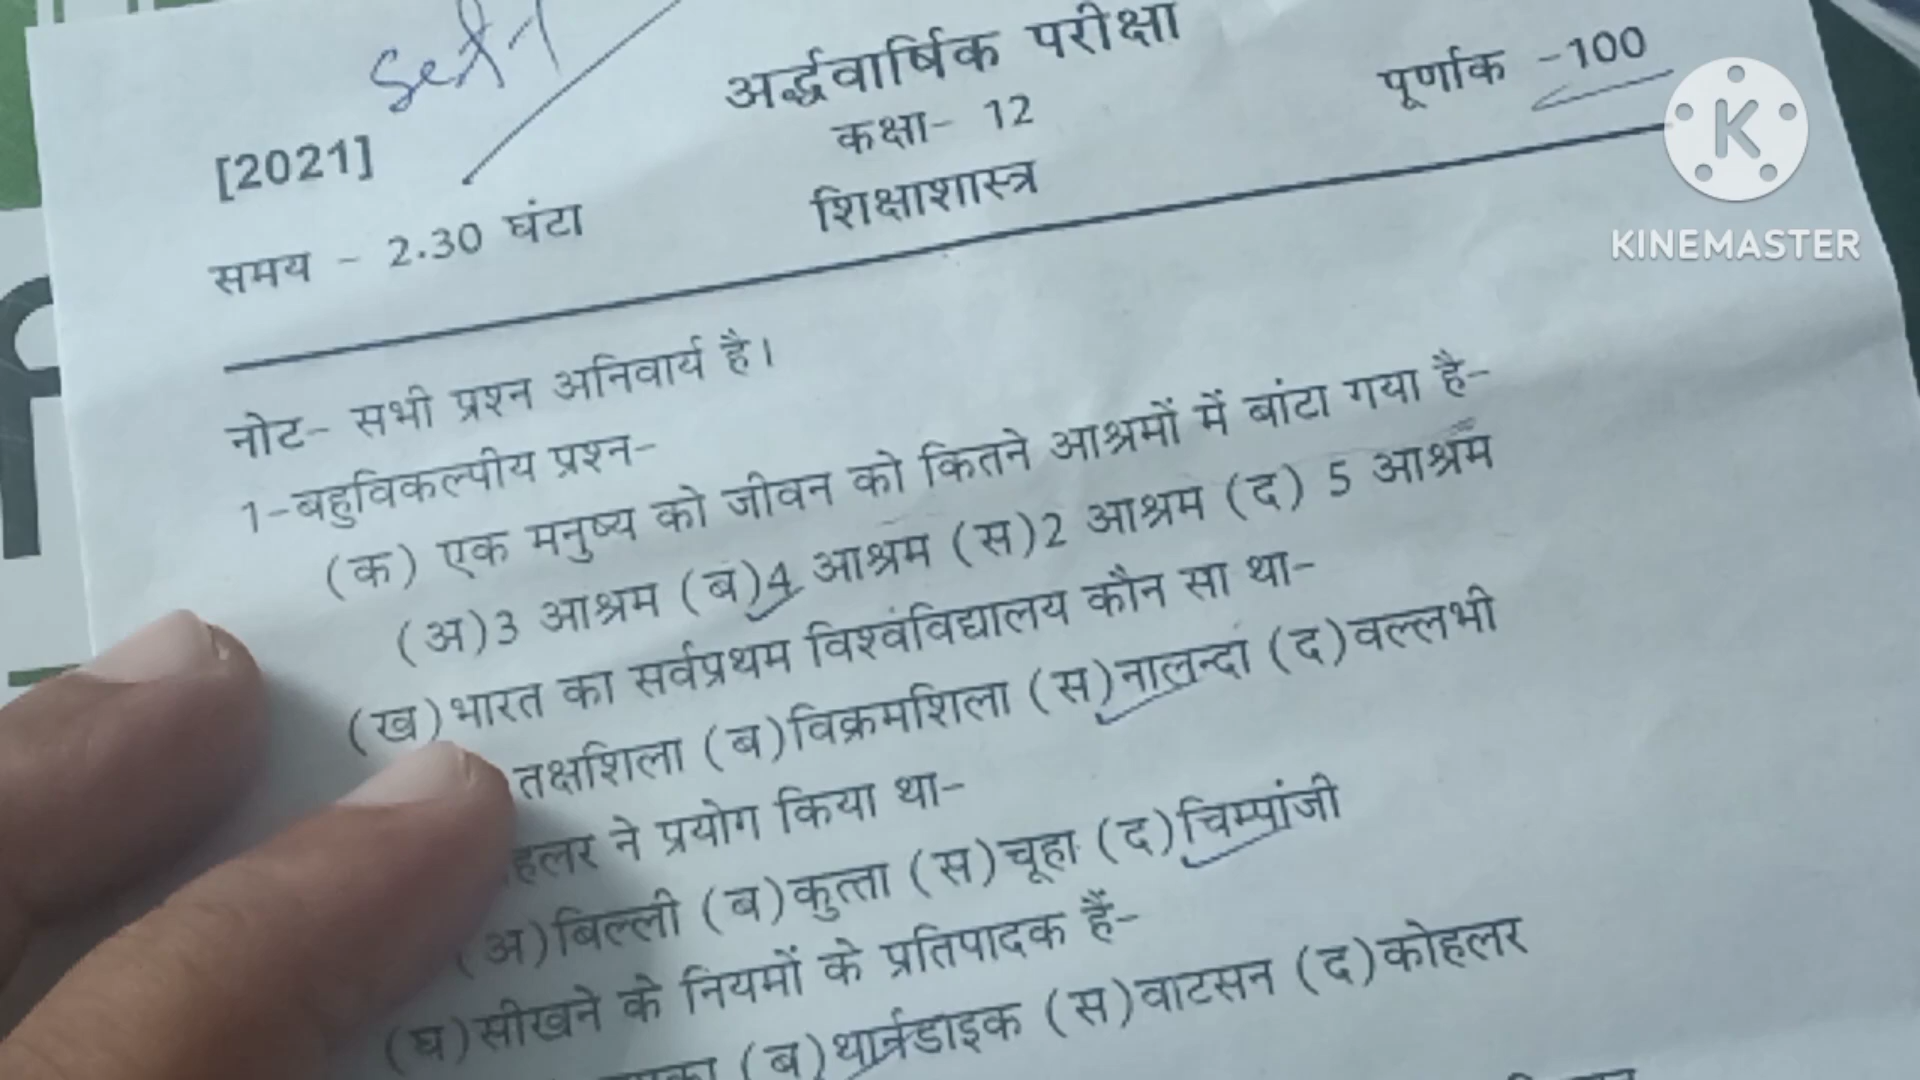 Set 1
अर्द्धवार्षिक परीक्षा
[2021]
कक्षा- 12
पूर्णाक -100
समय - 2.30 घंटा
शिक्षाशास्त्र
नोट- सभी प्रश्न अनिवार्य है।
1-बहुविकल्पीय प्रश्न-
(क) एक मनुष्य को जीवन को कितने आश्रमों में बांटा गया है-
(अ)3 आश्रम (ब)4 आश्रम (स)2 आश्रम (द) 5 आश्रम
(ख)भारत का सर्वप्रथम विश्वविद्यालय कौन सा था-
तक्षशिला (ब)विक्रमशिला (स)नालन्दा (द)वल्लभी
हलर ने प्रयोग किया था-
(अ)बिल्ली (ब)कुत्ता (स)चूहा (द)चिम्पांजी
(घ)सीखने के नियमों के प्रतिपादक हैं-
(ब)थार्नडाइक (स)वाटसन (द)कोहलर
K
KINEMASTER